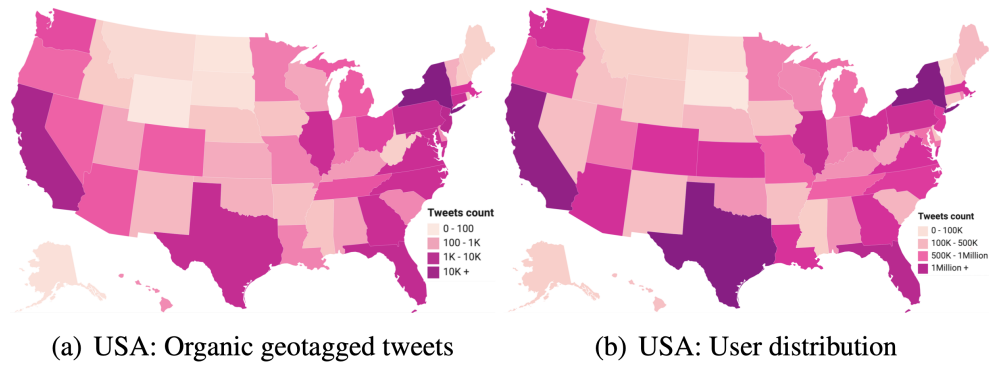 Tweets count
0 - 100
100 - 1K
1K - 10K
10K +
Tweets count
0 - 100K
100K - 500K
500K - 1Million
1Million +
(a) USA: Organic geotagged tweets
(b) USA: User distribution